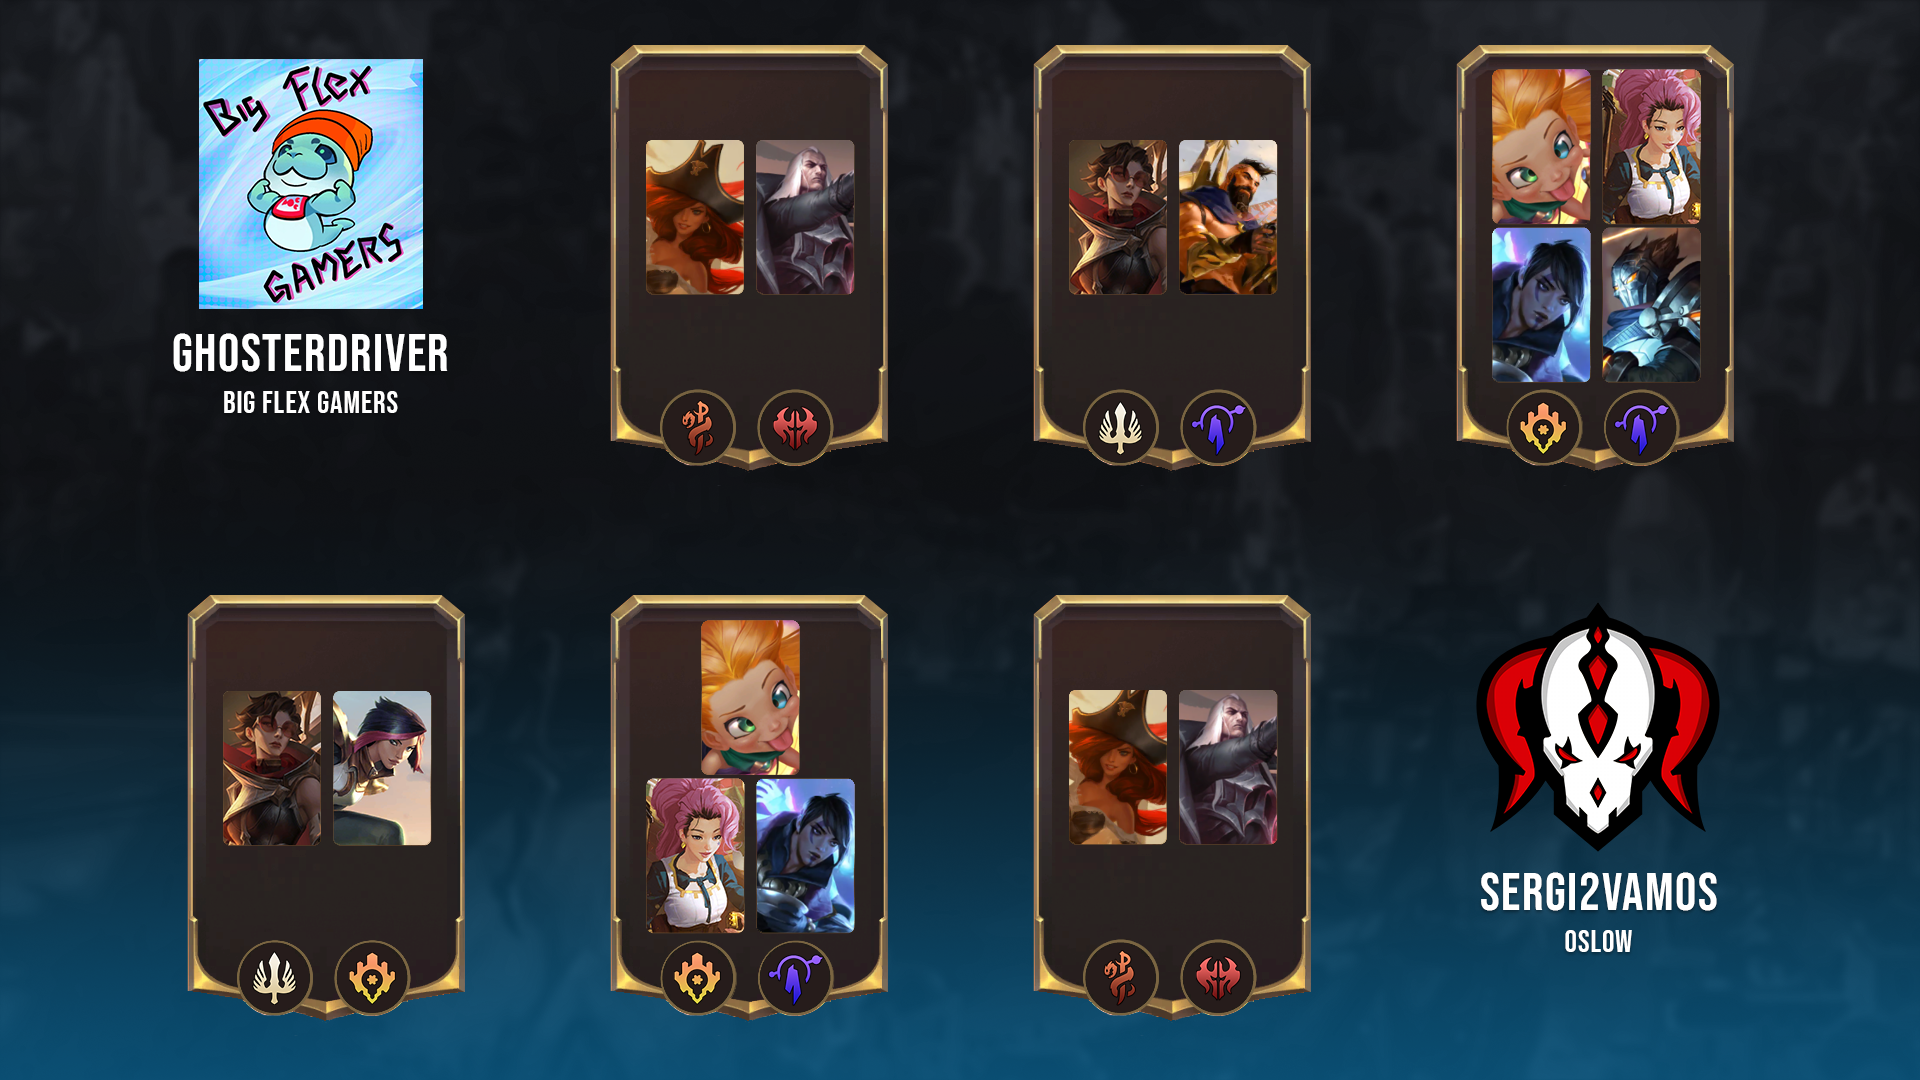 BIG FLEX
GAMERS
GHOSTERDRIVER
BIG FLEX GAMERS
SERGI2VAMOS
OSLOW